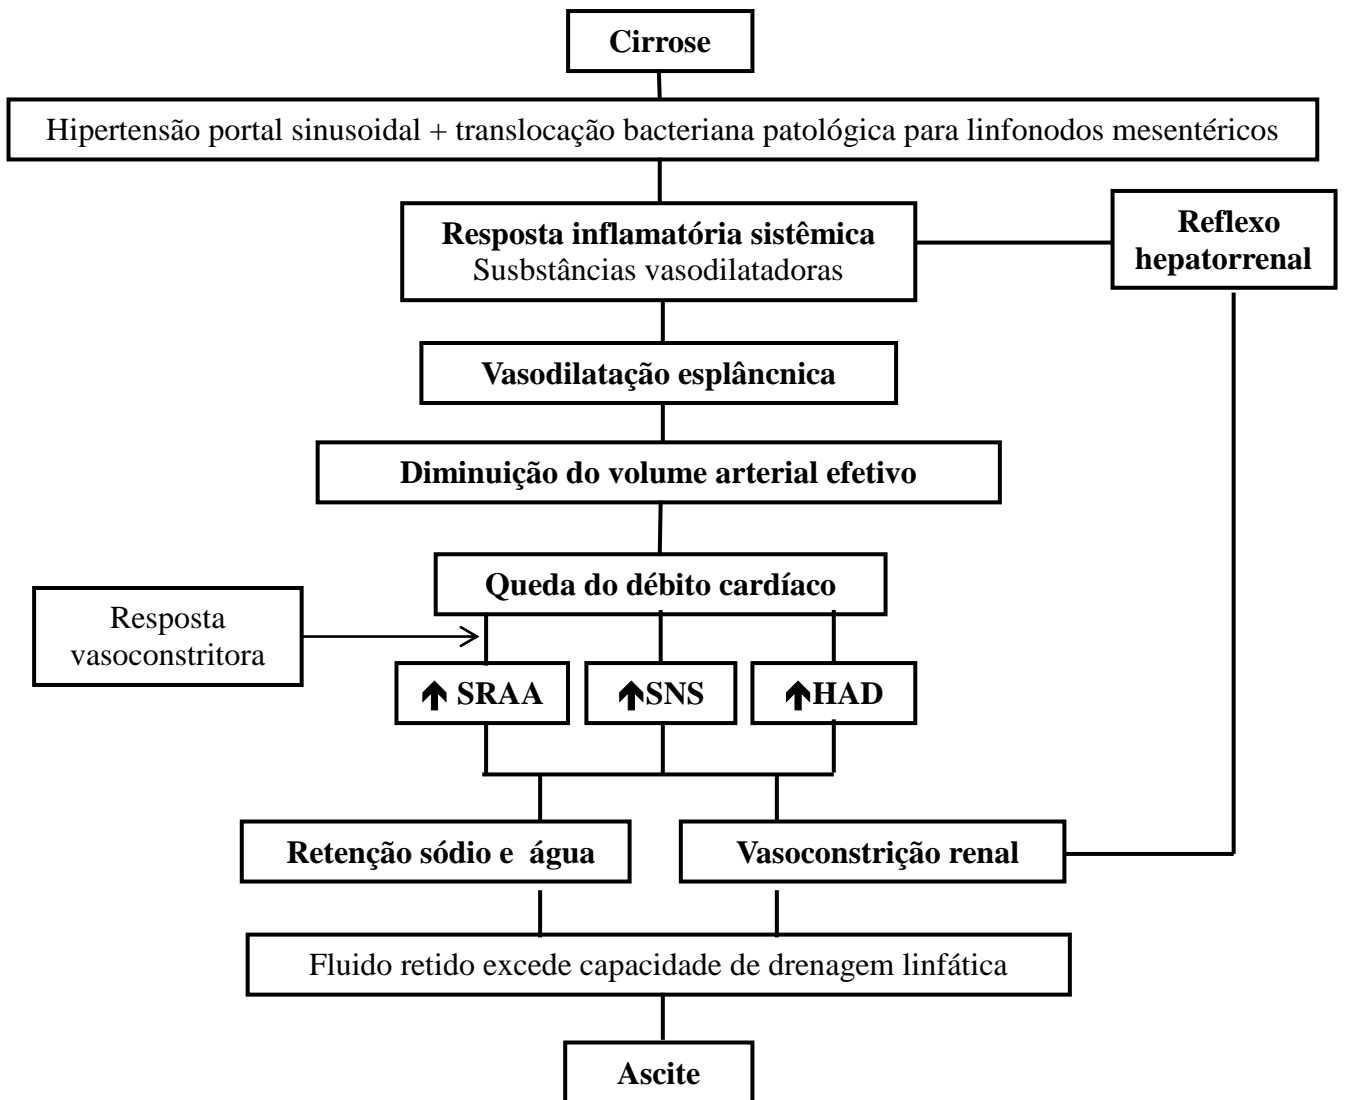 Cirrose
Hipertensão portal sinusoidal + translocação bacteriana patológica para linfonodos mesentéricos
Resposta inflamatória sistêmica
Susbstâncias vasodilatadoras
Reflexo
hepatorrenal
Vasodilatação esplâncnica
Diminuição do volume arterial efetivo
Queda do débito cardíaco
Resposta
vasoconstritora
↑ SRAA
↑SNS
↑HAD
Retenção sódio e água
Vasoconstrição renal
Fluido retido excede capacidade de drenagem linfática
Ascite